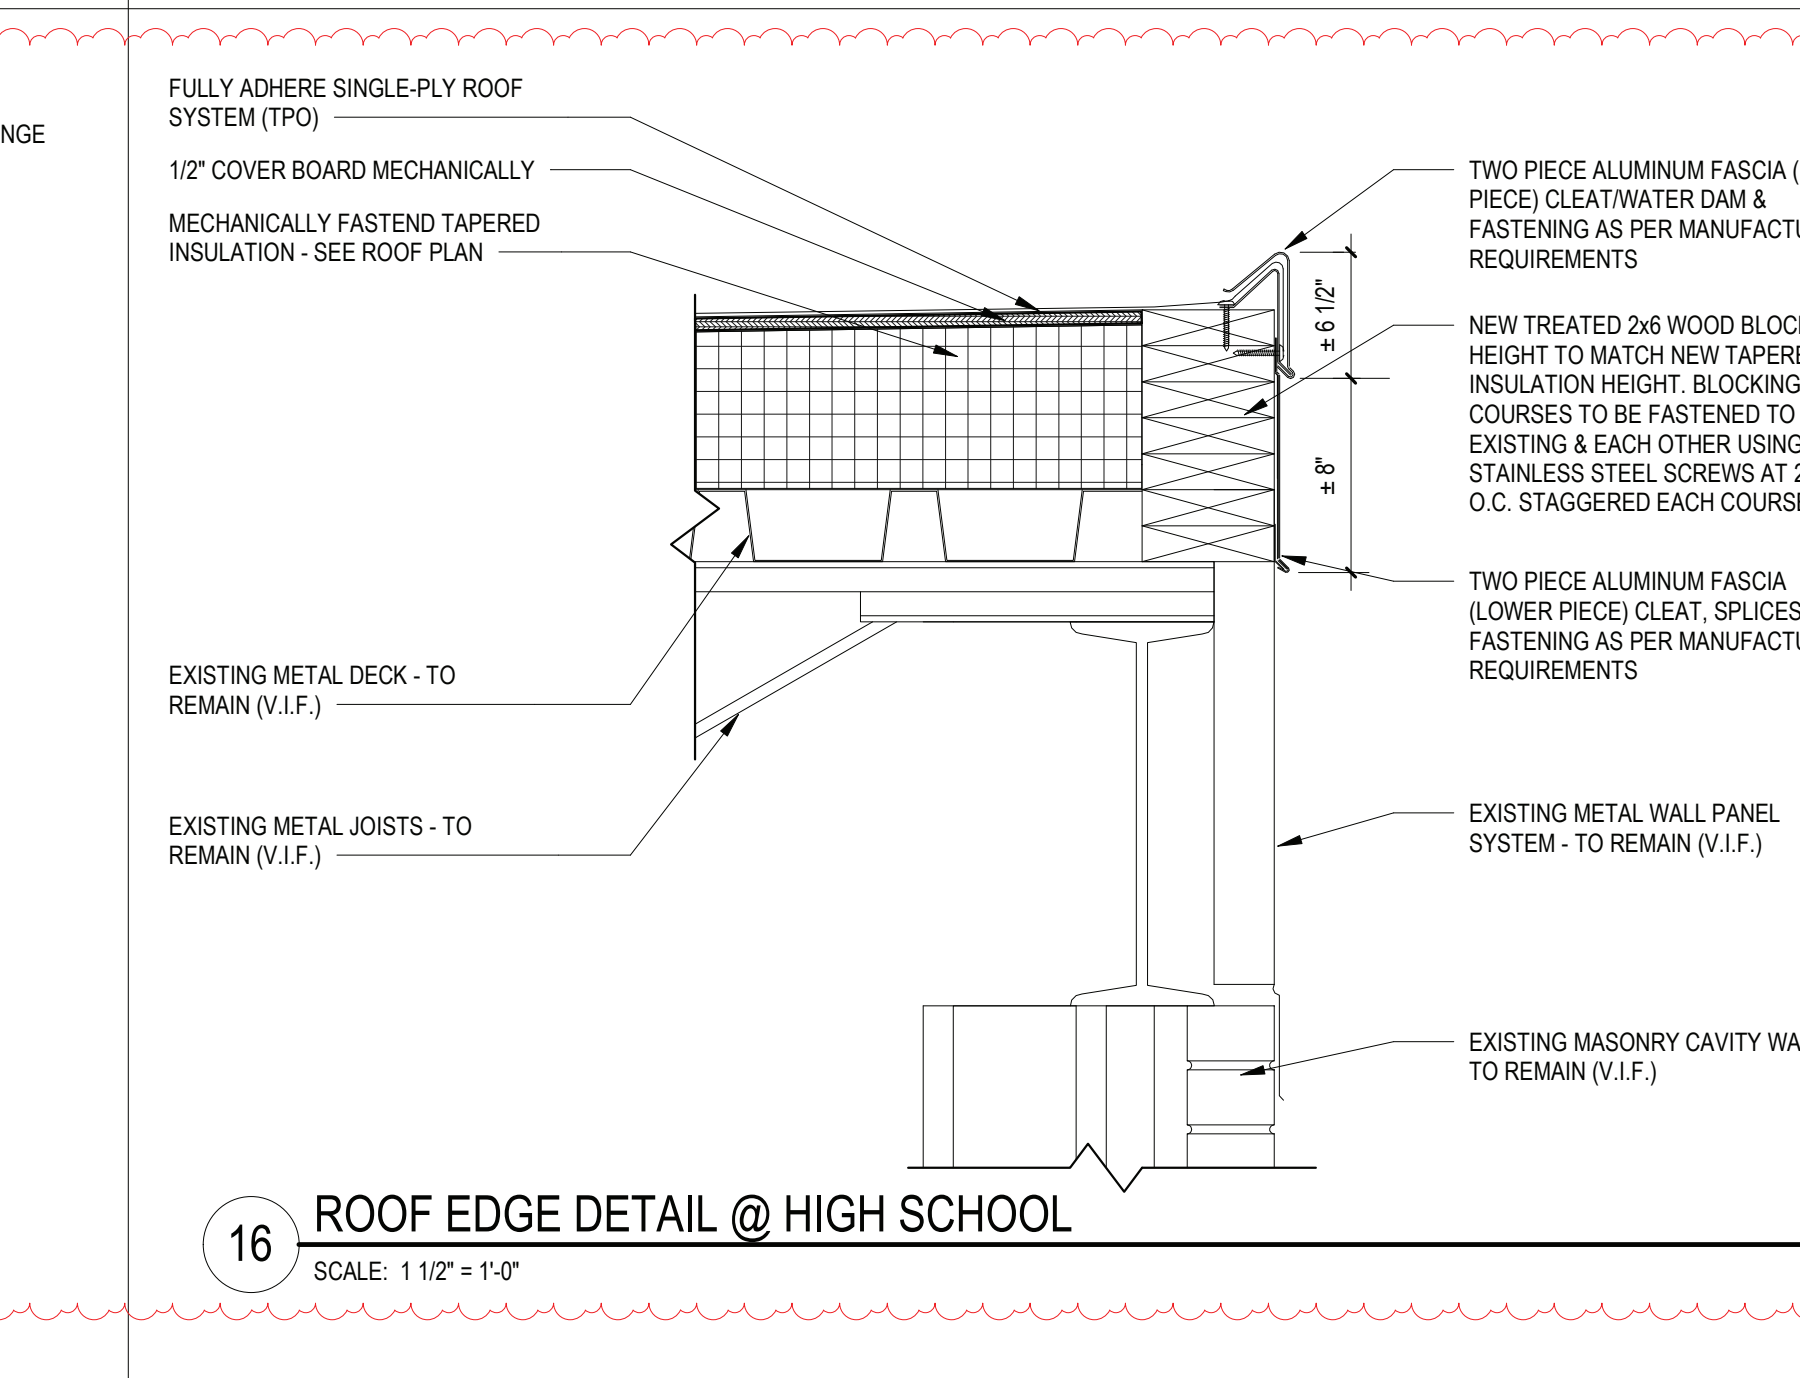 NGE
FULLY ADHERE SINGLE-PLY ROOF
SYSTEM (TPO)
1/2" COVER BOARD MECHANICALLY
MECHANICALLY FASTEND TAPERED
INSULATION - SEE ROOF PLAN
EXISTING METAL DECK - TO
REMAIN (V.I.F.)
EXISTING METAL JOISTS - TO
REMAIN (V.I.F.)
± 6 1/2"
± 8"
TWO PIECE ALUMINUM FASCIA (
PIECE) CLEAT/WATER DAM &
FASTENING AS PER MANUFACTU
REQUIREMENTS
NEW TREATED 2x6 WOOD BLOC
HEIGHT TO MATCH NEW TAPERE
INSULATION HEIGHT. BLOCKING
COURSES TO BE FASTENED TO
EXISTING & EACH OTHER USING
STAINLESS STEEL SCREWS AT 2
O.C. STAGGERED EACH COURSE
TWO PIECE ALUMINUM FASCIA
(LOWER PIECE) CLEAT, SPLICES
FASTENING AS PER MANUFACTU
REQUIREMENTS
EXISTING METAL WALL PANEL
SYSTEM - TO REMAIN (V.I.F.)
EXISTING MASONRY CAVITY WA
TO REMAIN (V.I.F.)
16
ROOF EDGE DETAIL @ HIGH SCHOOL
SCALE: 1 1/2" = 1'-0"